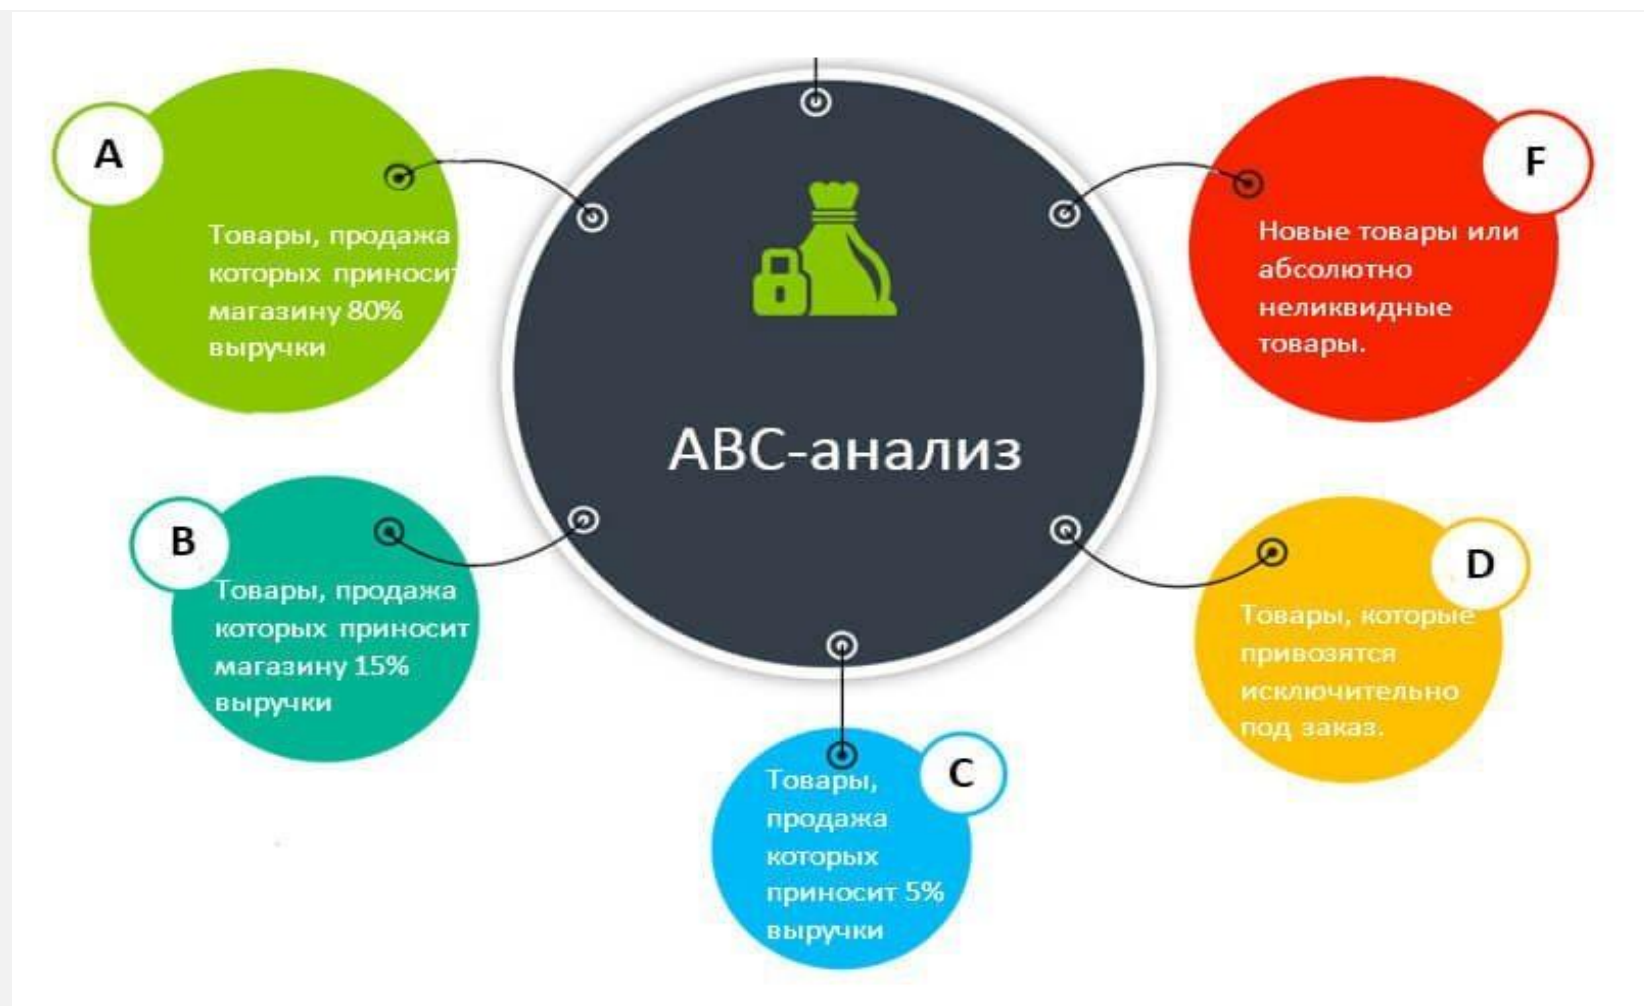 A
Товары, продажа
которых приносит
магазину 80%
выручки
B
Товары, продажа
которых приносит
магазину 15%
выручки
АВС-анализ
C
Товары,
продажа
которых
приносит 5%
выручки
F
Новые товары или
абсолютно
неликвидные
товары.
D
Товары, которые
привозятся
исключительно
под заказ.